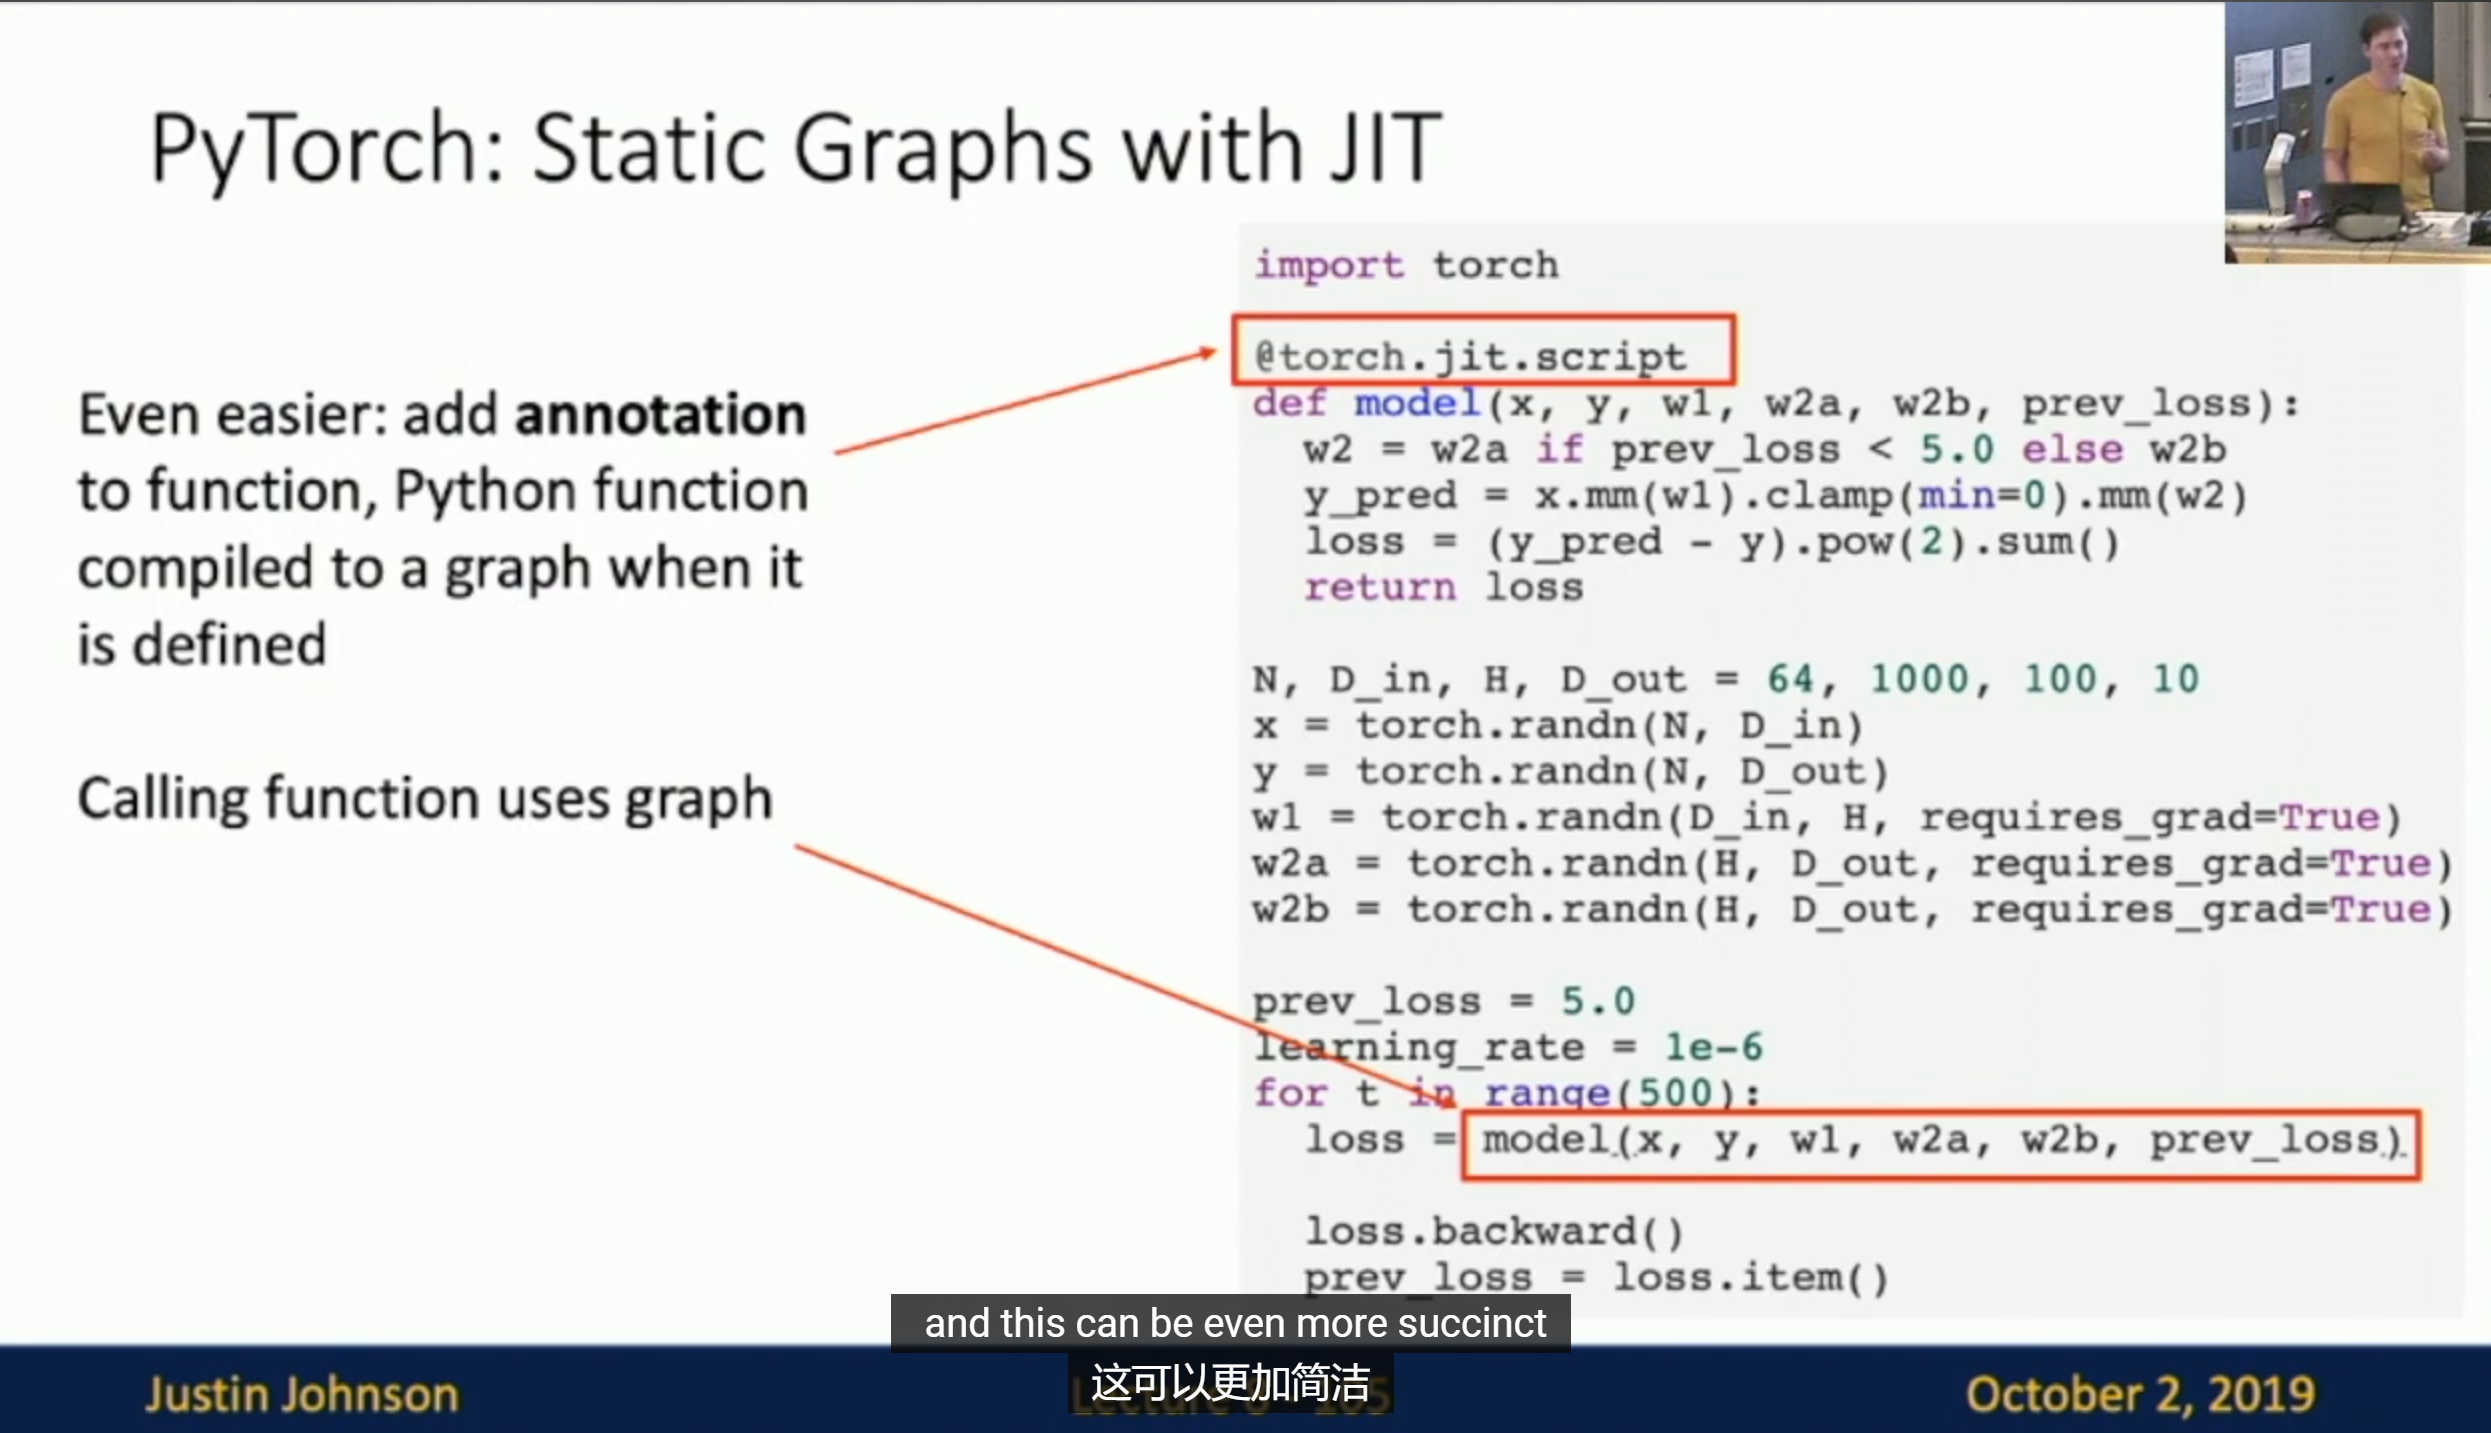 PyTorch: Static Graphs with JIT
Even easier: add annotation
to function, Python function
compiled to a graph when it
is defined
Calling function uses graph
import torch
@torch.jit.script
def model(x, y, w1, w2a, w2b, prev_loss):
  w2 = w2a if prev_loss < 5.0 else w2b
  y_pred = x.mm(w1).clamp(min=0).mm(w2)
  loss = (y_pred - y).pow(2).sum()
  return loss
N, D_in, H, D_out = 64, 1000, 100, 10
x = torch.randn(N, D_in)
y = torch.randn(N, D_out)
w1 = torch.randn(D_in, H, requires_grad=True)
w2a = torch.randn(H, D_out, requires_grad=True)
w2b = torch.randn(H, D_out, requires_grad=True)
prev_loss = 5.0
learning_rate = 1e-6
for t in range(500):
  loss = model(x, y, w1, w2a, w2b, prev_loss)
  loss.backward()
  prev_loss = loss.item()
and this can be even more succinct
这可以更加简洁
Justin Johnson
October 2, 2019